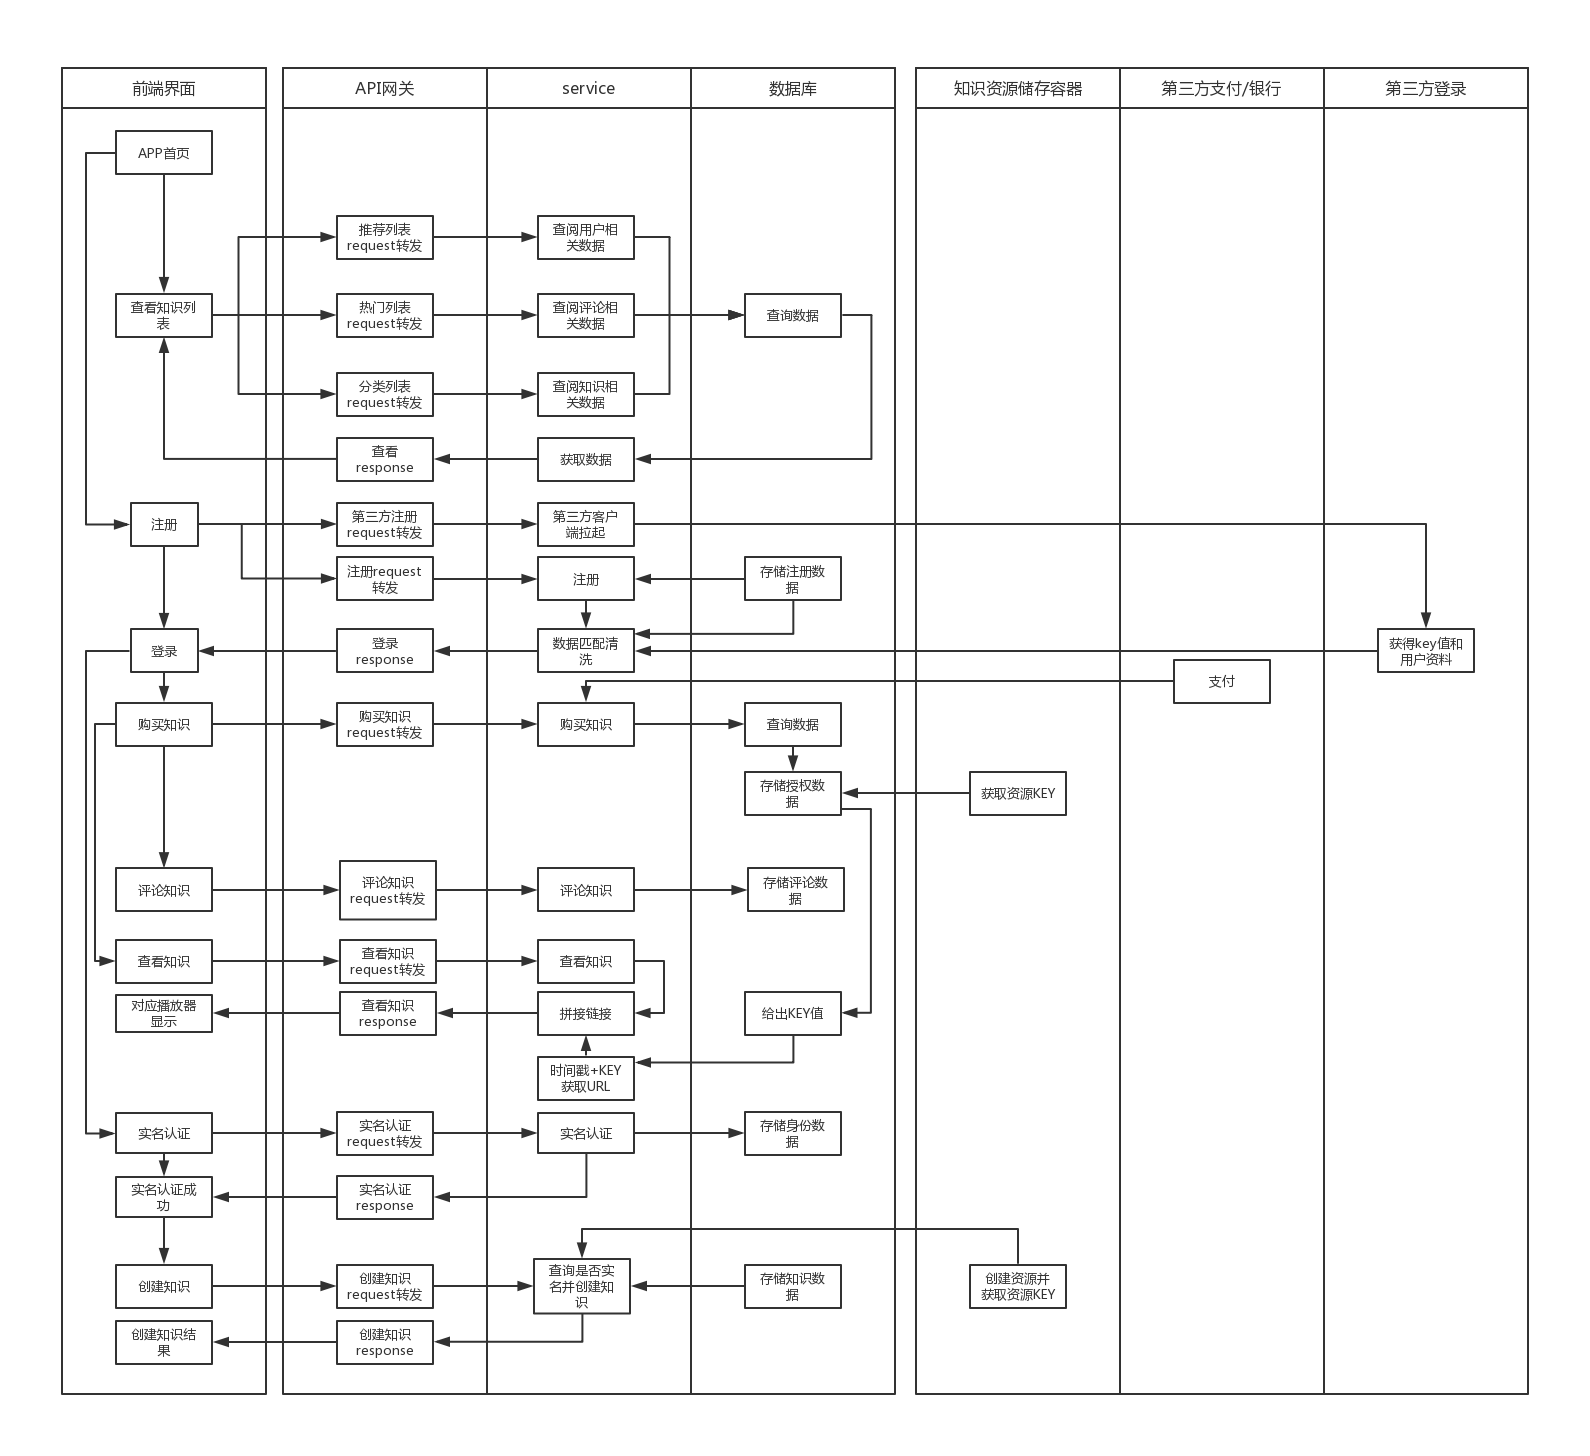 前端界面
API网关
service
数据库
知识资源储存容器
第三方支付/银行
第三方登录
APP首页
推荐列表
request转发
查阅用户相
关数据
查看知识列
表
热门列表
request转发
查阅评论相
关数据
查询数据
分类列表
request转发
查阅知识相
关数据
查看
response
获取数据
注册
第三方注册
request转发
第三方客户
端拉起
注册request
转发
注册
存储注册数
据
登录
登录
response
数据匹配清
洗
获得key值和
用户资料
支付
购买知识
购买知识
request转发
购买知识
查询数据
存储授权数
据
获取资源KEY
评论知识
评论知识
request转发
评论知识
存储评论数
据
查看知识
查看知识
request转发
查看知识
对应播放器
显示
查看知识
response
拼接链接
给出KEY值
时间戳+KEY
获取URL
实名认证
实名认证
request转发
实名认证
存储身份数
据
实名认证成
功
实名认证
response
创建知识
创建知识
request转发
查询是否实
名并创建知
识
存储知识数
据
创建资源并
获取资源KEY
创建知识结
果
创建知识
response